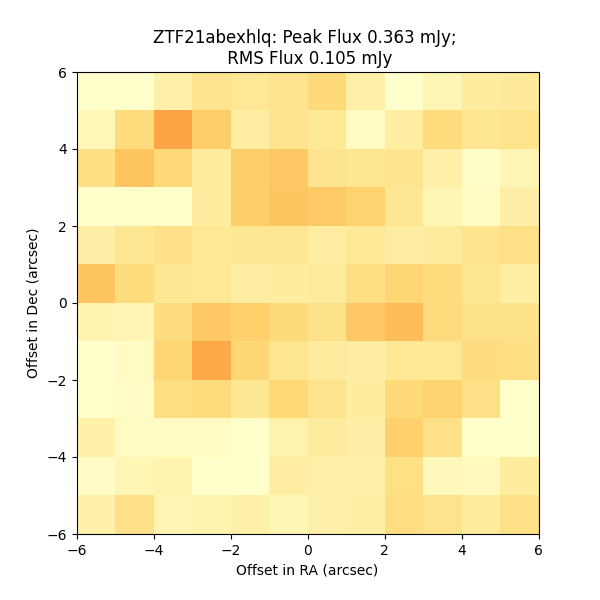 ZTF21abexhlq: Peak Flux 0.363 mJy;
RMS Flux 0.105 mJy
6
4
2
0
−2
−4
−6
Offset in Dec (arcsec)
−6 −4 −2 0 2 4 6
Offset in RA (arcsec)